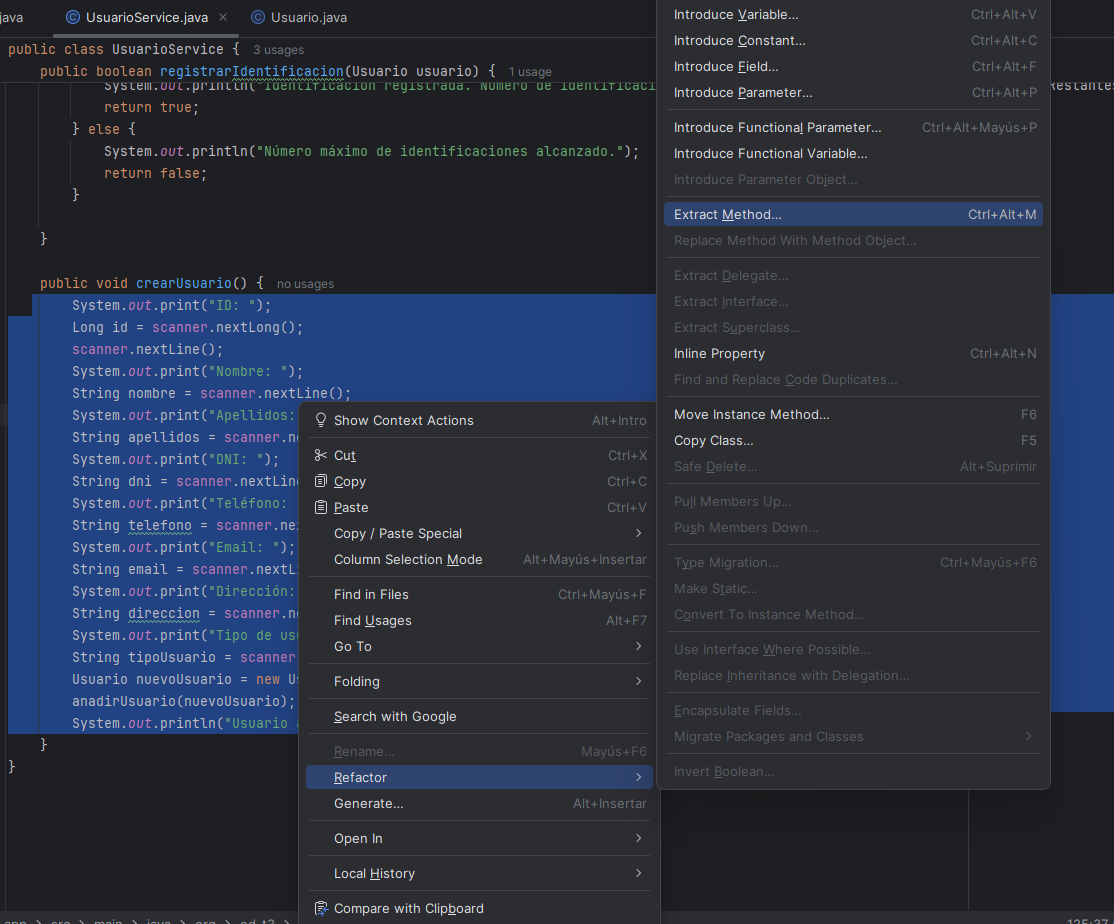 java
UsuarioService.java
Usuario.java
public class UsuarioService { 3 usages
public boolean registrarIdentificacion(Usuario usuario) { 1 usage
System.out.println("Identificación registrada. Número de identificaci
Restantes
return true;
} else {
System.out.println("Número máximo de identificaciones alcanzado.");
return false;
}
}
public void crearUsuario() { no usages
System.out.print("ID: ");
Long id = scanner.nextLong();
scanner.nextLine();
System.out.print("Nombre: ");
String nombre = scanner.nextLine();
System.out.print("Apellidos:
String apellidos = scanner.ne
System.out.print("DNI: ");
String dni = scanner.nextLine
System.out.print("Teléfono:
String telefono = scanner.nex
System.out.print("Email: ");
String email = scanner.nextLi
System.out.print("Dirección:
String direccion = scanner.ne
System.out.print("Tipo de usu
String tipoUsuario = scanner
Usuario nuevoUsuario = new Us
anadirUsuario(nuevoUsuario);
System.out.println("Usuario a
}
}
Show Context Actions Alt+Intro
Cut Ctrl+X
Copy Ctrl+C
Paste Ctrl+V
Copy / Paste Special
Column Selection Mode Alt+Mayús+Insertar
Find in Files Ctrl+Mayús+F
Find Usages Alt+F7
Go To
Folding
Search with Google
Rename... Mayús+F6
Refactor
Generate... Alt+Insertar
Open In
Local History
Compare with Clipboard
Introduce Variable... Ctrl+Alt+V
Introduce Constant... Ctrl+Alt+C
Introduce Field... Ctrl+Alt+F
Introduce Parameter... Ctrl+Alt+P
Introduce Functional Parameter... Ctrl+Alt+Mayús+P
Introduce Functional Variable...
Introduce Parameter Object...
Extract Method... Ctrl+Alt+M
Replace Method With Method Object...
Extract Delegate...
Extract Interface...
Extract Superclass...
Inline Property Ctrl+Alt+N
Find and Replace Code Duplicates...
Move Instance Method... F6
Copy Class... F5
Safe Delete... Alt+Suprimir
Pull Members Up...
Push Members Down...
Type Migration... Ctrl+Mayús+F6
Make Static...
Convert To Instance Method...
Use Interface Where Possible...
Replace Inheritance with Delegation...
Encapsulate Fields...
Migrate Packages and Classes
Invert Boolean...
app > src > main > java > org > ed_t3 >
125:37